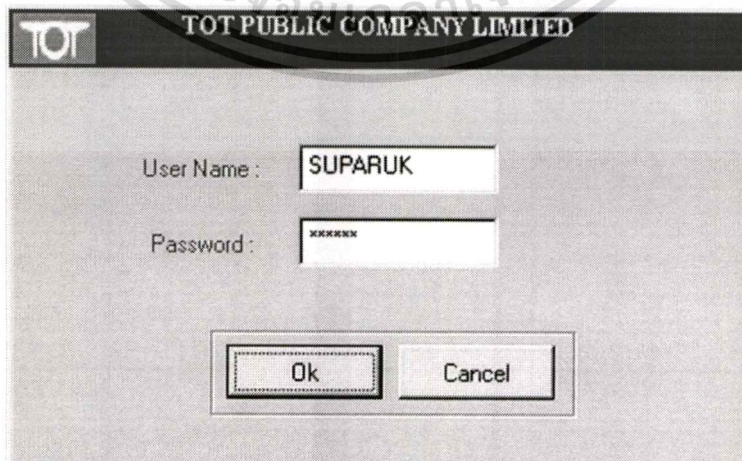 TOT
TOT PUBLIC COMPANY LIMITED
User Name :
SUPARUK
Password :
××××××
Ok
Cancel